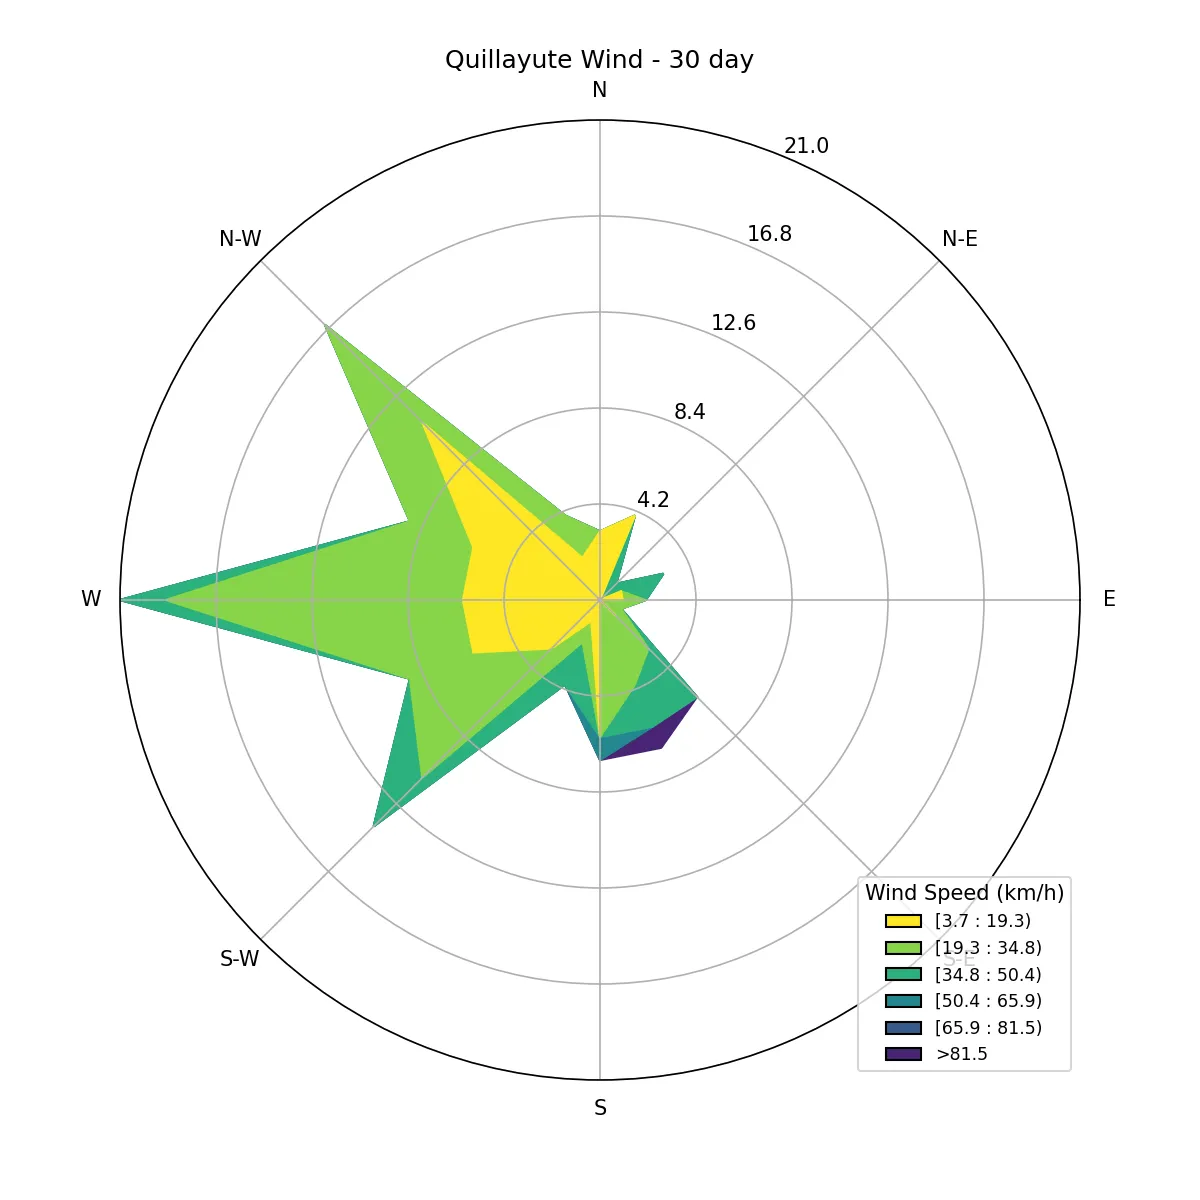 Quillayute Wind - 30 day
N
21.0
16.8
N-W
N-E
12.6
8.4
4.2
W
E
Wind Speed (km/h)
[3.7 : 19.3)
[19.3 : 34.8)
S-W
S-E
[34.8 : 50.4)
[50.4 : 65.9)
[65.9 : 81.5)
>81.5
S